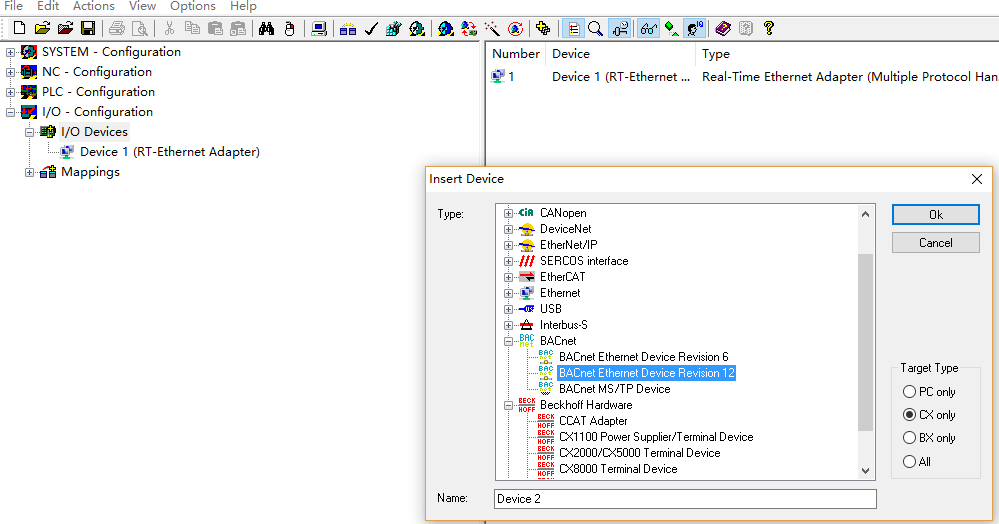 File Edit Actions View Options Help
SYSTEM - Configuration
NC - Configuration
PLC - Configuration
I/O - Configuration
I/O Devices
Device 1 (RT-Ethernet Adapter)
Mappings
Number Device Type
1 Device 1 (RT-Ethernet ... Real-Time Ethernet Adapter (Multiple Protocol Han
Insert Device
Type:
CANopen
DeviceNet
EtherNet/IP
SERCOS interface
EtherCAT
Ethernet
USB
Interbus-S
BACnet
BACnet Ethernet Device Revision 6
BACnet Ethernet Device Revision 12
BACnet MS/TP Device
Beckhoff Hardware
CCAT Adapter
CX1100 Power Supplier/Terminal Device
CX2000/CX5000 Terminal Device
CX8000 Terminal Device
Ok
Cancel
Target Type
PC only
CX only
BX only
All
Name: Device 2